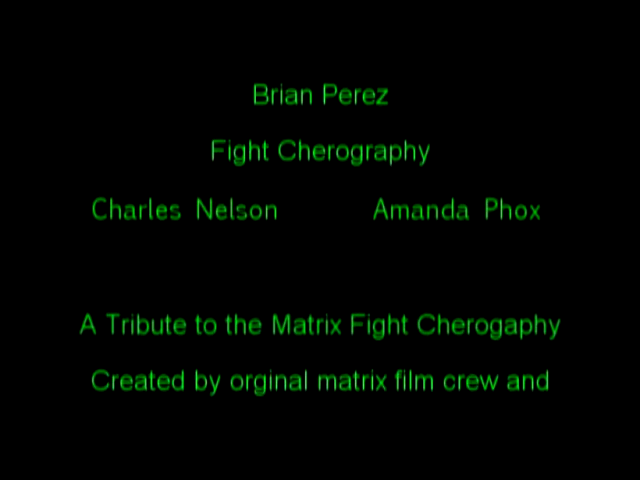 Brian Perez
Fight Cherography
Charles Nelson Amanda Phox
A Tribute to the Matrix Fight Cherogaphy
Created by orginal matrix film crew and